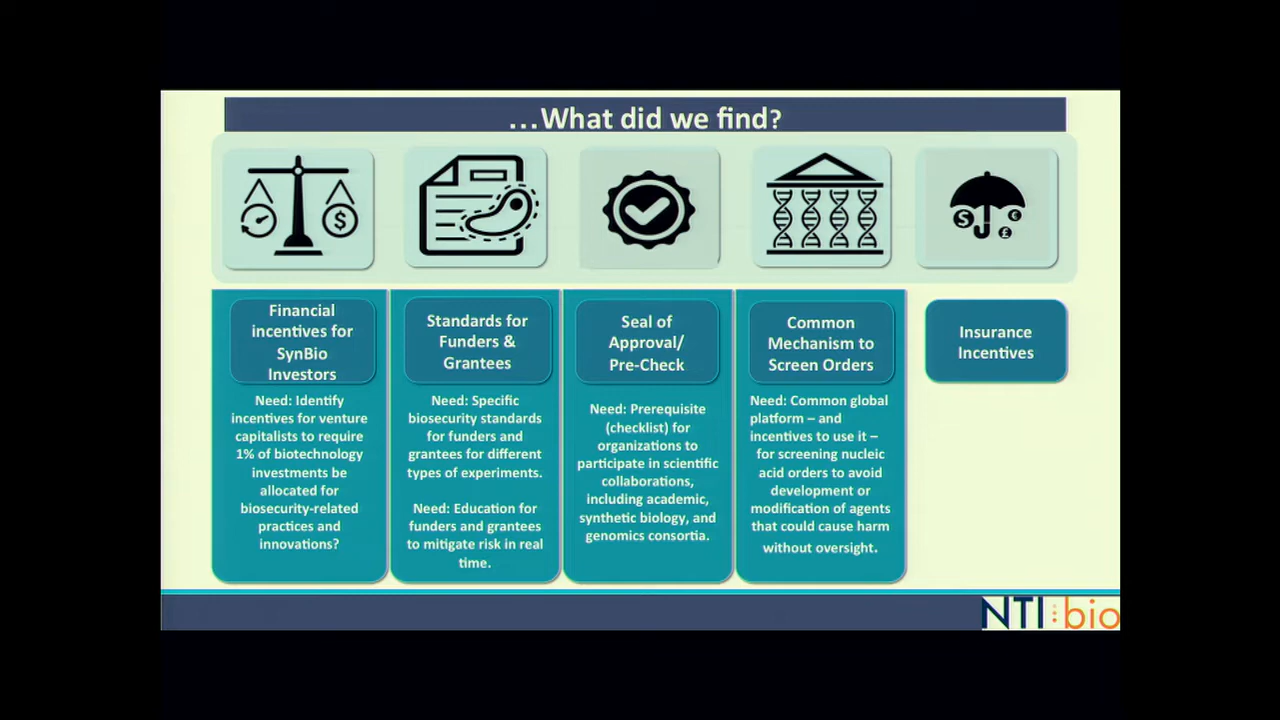 ...What did we find?
$
$
€
£
Financial
incentives for
SynBio
Investors
Need: Identify
incentives for venture
capitalists to require
1% of biotechnology
investments be
allocated for
biosecurity-related
practices and
innovations?
Standards for
Funders &
Grantees
Need: Specific
biosecurity standards
for funders and
grantees for different
types of experiments.
Need: Education for
funders and grantees
to mitigate risk in real
time.
Seal of
Approval/
Pre-Check
Need: Prerequisite
(checklist) for
organizations to
participate in scientific
collaborations,
including academic,
synthetic biology, and
genomics consortia.
Common
Mechanism to
Screen Orders
Need: Common global
platform – and
incentives to use it –
for screening nucleic
acid orders to avoid
development or
modification of agents
that could cause harm
without oversight.
Insurance
Incentives
NTI:bio